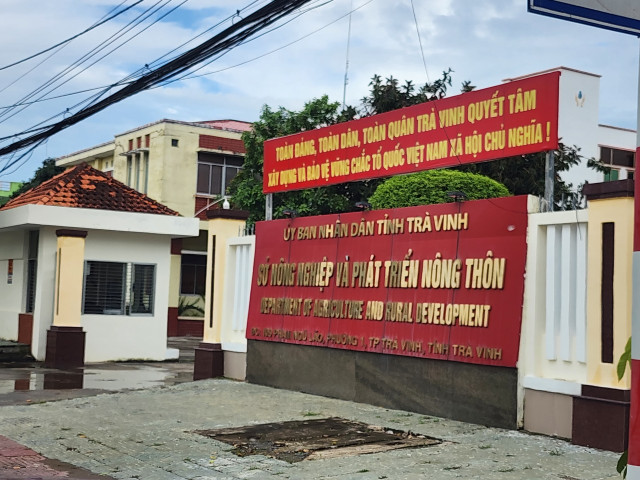 TOÀN ĐẢNG, TOÀN DÂN, TOÀN QUÂN TRÀ VINH QUYẾT TÂM
XÂY DỰNG VÀ BẢO VỆ VỮNG CHẮC TỔ QUỐC VIỆT NAM XÃ HỘI CHỦ NGHĨA !
ỦY BAN NHÂN DÂN TỈNH TRÀ VINH
SỞ NÔNG NGHIỆP VÀ PHÁT TRIỂN NÔNG THÔN
DEPARTMENT OF AGRICULTURE AND RURAL DEVELOPMENT
PHẠM NGŨ LÃO, PHƯỜNG 1, TP TRÀ VINH, TỈNH TRÀ VINH